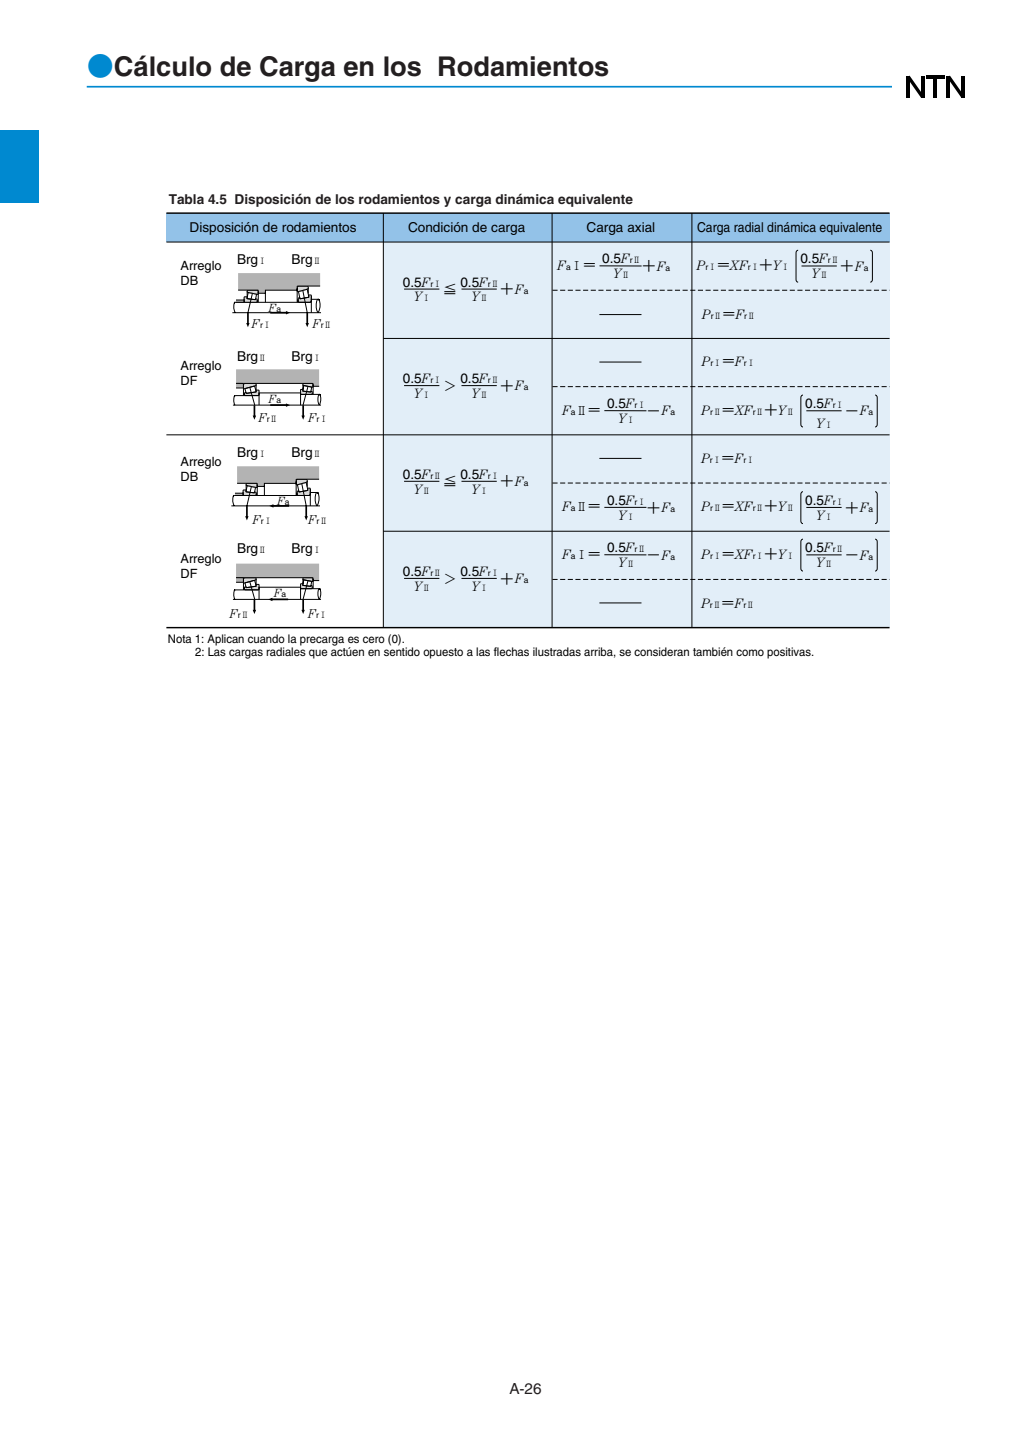 ●Cálculo de Carga en los Rodamientos
NTN
Tabla 4.5 Disposición de los rodamientos y carga dinámica equivalente
Disposición de rodamientos Condición de carga Carga axial Carga radial dinámica equivalente
Arreglo DB
Brg I Brg II
Fa
Fr I Fr II
0.5Fr I / Y I ≦ 0.5Fr II / Y II + Fa
Fa I = 0.5Fr II / Y II + Fa
Pr I = XFr I + Y I [0.5Fr II / Y II + Fa]
——— Pr II = Fr II
Arreglo DF
Brg II Brg I
Fa
Fr II Fr I
0.5Fr I / Y I > 0.5Fr II / Y II + Fa
——— Pr I = Fr I
Fa II = 0.5Fr I / Y I − Fa
Pr II = XFr II + Y II [0.5Fr I / Y I − Fa]
Arreglo DB
Brg I Brg II
Fa
Fr I Fr II
0.5Fr II / Y II ≦ 0.5Fr I / Y I + Fa
——— Pr I = Fr I
Fa II = 0.5Fr I / Y I + Fa
Pr II = XFr II + Y II [0.5Fr I / Y I + Fa]
Arreglo DF
Brg II Brg I
Fa
Fr II Fr I
0.5Fr II / Y II > 0.5Fr I / Y I + Fa
Fa I = 0.5Fr II / Y II − Fa
Pr I = XFr I + Y I [0.5Fr II / Y II − Fa]
——— Pr II = Fr II
Nota 1: Aplican cuando la precarga es cero (0).
2: Las cargas radiales que actúen en sentido opuesto a las flechas ilustradas arriba, se consideran también como positivas.
A-26